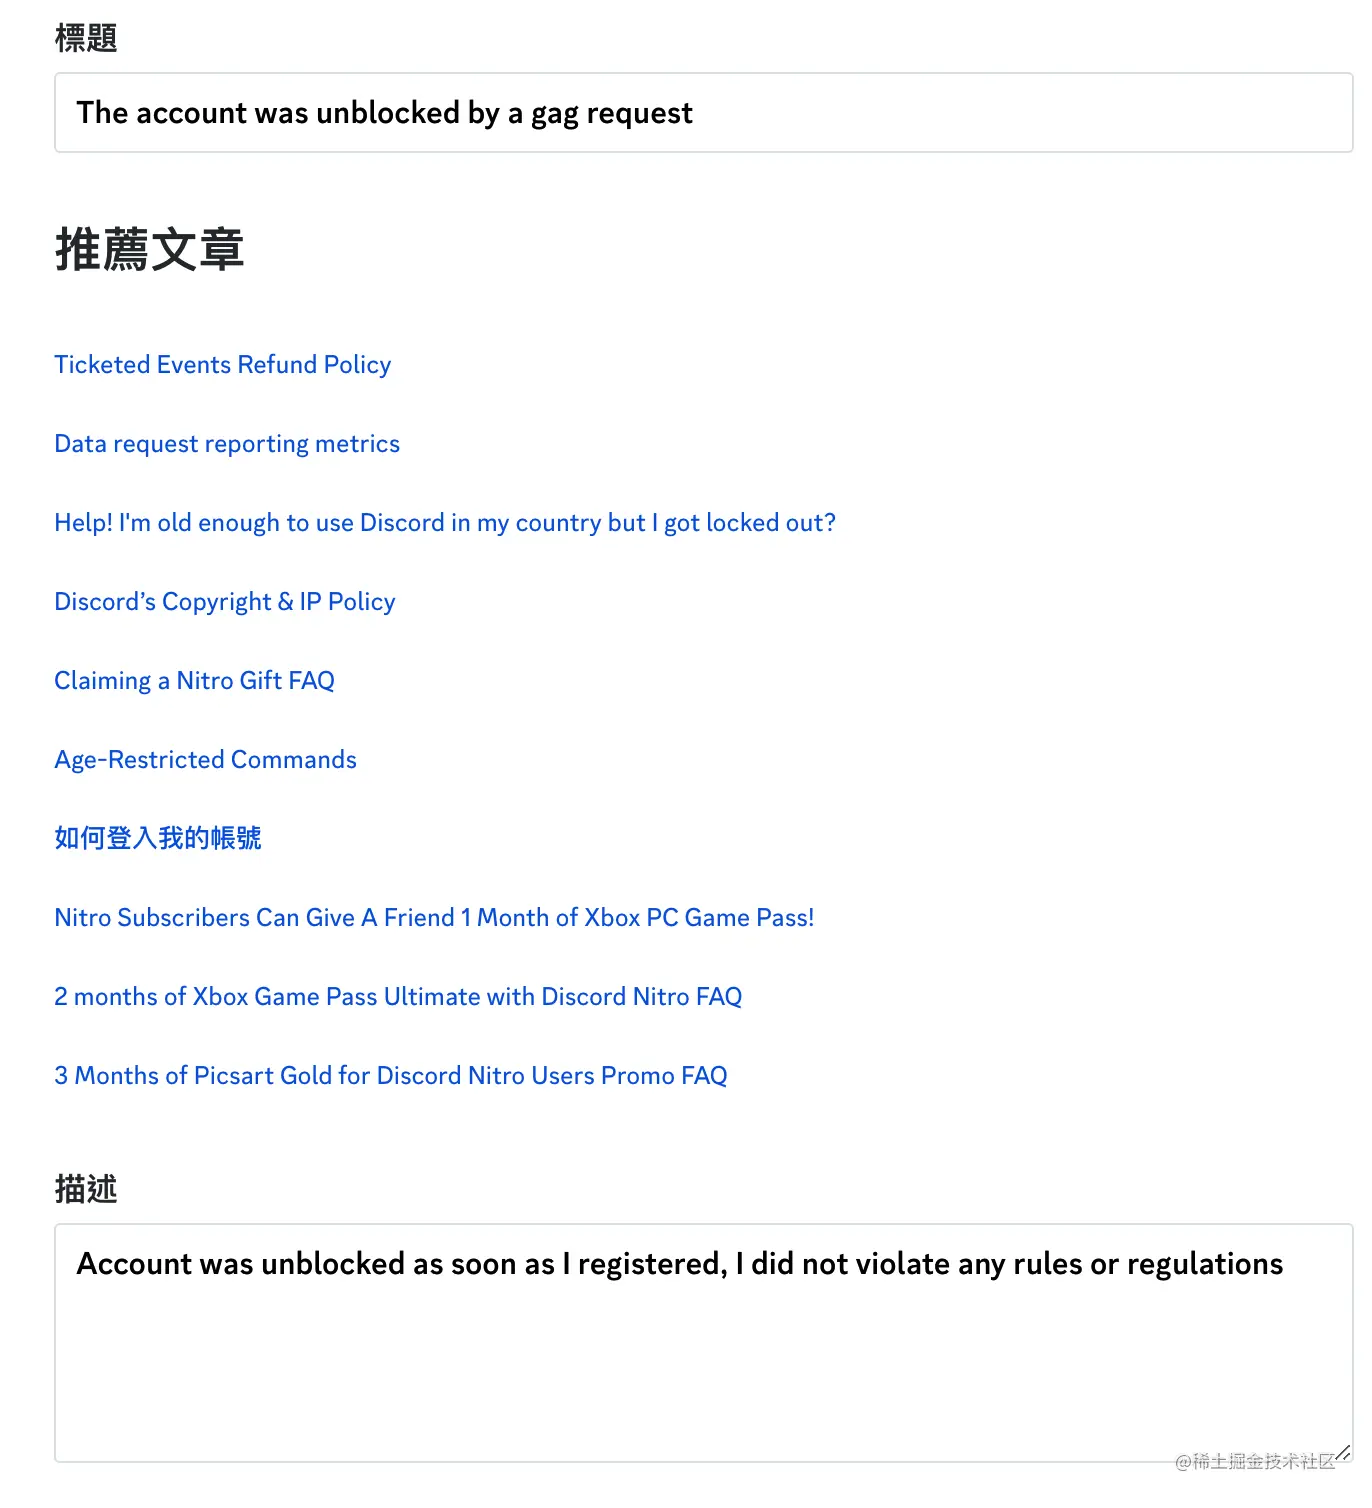 標題
The account was unblocked by a gag request
推薦文章
Ticketed Events Refund Policy
Data request reporting metrics
Help! I'm old enough to use Discord in my country but I got locked out?
Discord’s Copyright & IP Policy
Claiming a Nitro Gift FAQ
Age-Restricted Commands
如何登入我的帳號
Nitro Subscribers Can Give A Friend 1 Month of Xbox PC Game Pass!
2 months of Xbox Game Pass Ultimate with Discord Nitro FAQ
3 Months of Picsart Gold for Discord Nitro Users Promo FAQ
描述
Account was unblocked as soon as I registered, I did not violate any rules or regulations
@稀土掘金技术社区